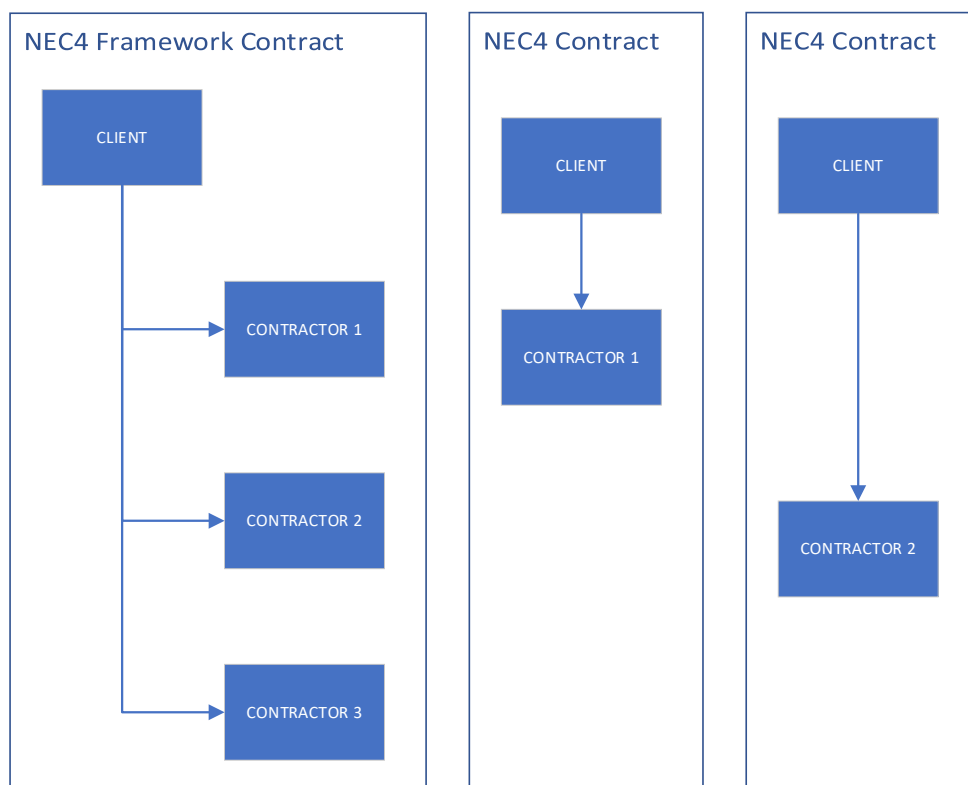 NEC4 Framework Contract
CLIENT
CONTRACTOR 1
CONTRACTOR 2
CONTRACTOR 3
NEC4 Contract
CLIENT
CONTRACTOR 1
NEC4 Contract
CLIENT
CONTRACTOR 2